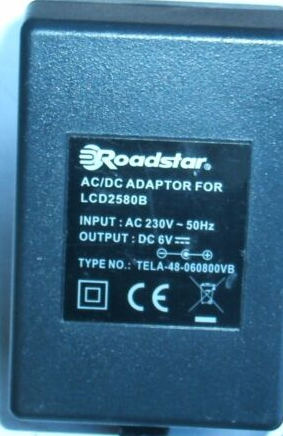 Roadstar
AC/DC ADAPTOR FOR
LCD2580B
INPUT : AC 230V ~ 50Hz
OUTPUT : DC 6V ⎓
TYPE NO.: TELA-48-060800VB
CE